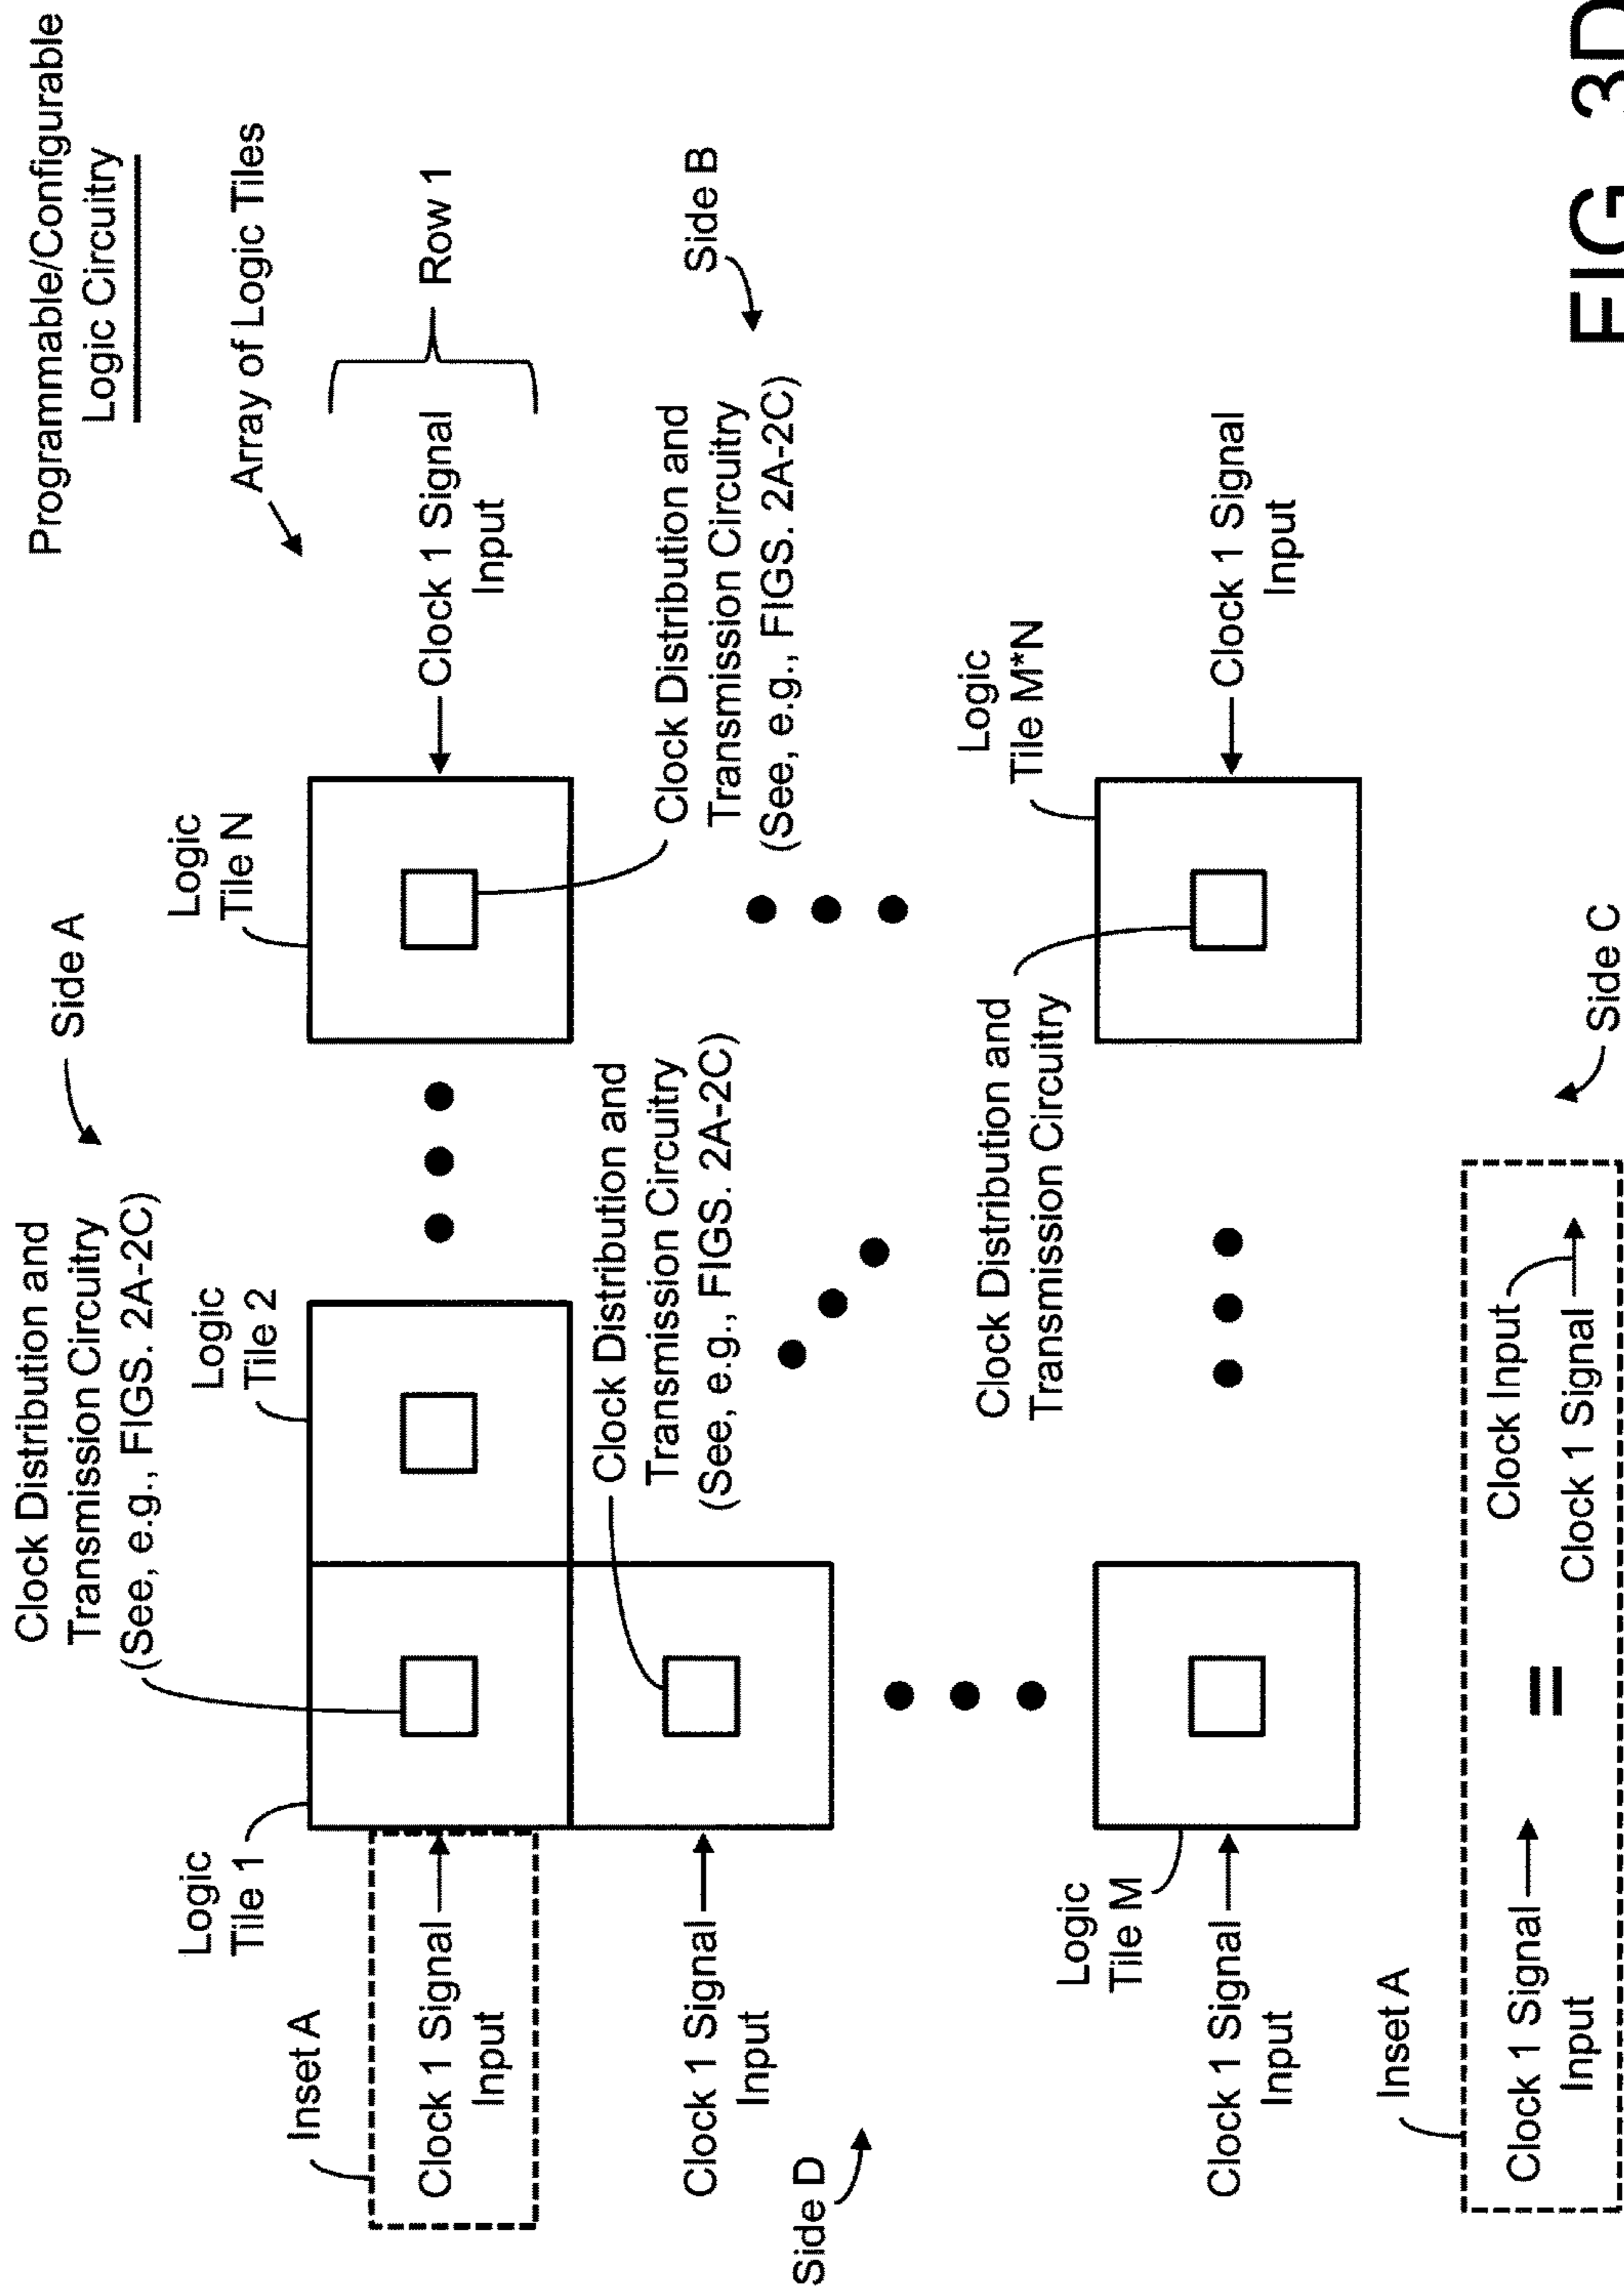 Programmable/Configurable
Logic Circuitry
Clock Distribution and
Transmission Circuitry
(See, e.g., FIGS. 2A-2C)
Side A
Array of Logic Tiles
Logic
Tile 1
Logic
Tile 2
Logic
Tile N
Inset A
Clock 1 Signal
Input
Clock 1 Signal
Input
Row 1
Clock 1 Signal
Input
Clock Distribution and
Transmission Circuitry
(See, e.g., FIGS. 2A-2C)
Clock Distribution and
Transmission Circuitry
(See, e.g., FIGS. 2A-2C)
Side B
Side D
Logic
Tile M
Clock Distribution and
Transmission Circuitry
Logic
Tile M*N
Clock 1 Signal
Input
Clock 1 Signal
Input
Inset A
Clock 1 Signal
Input
=
Clock Input
Clock 1 Signal
Side C
FIG. 3D